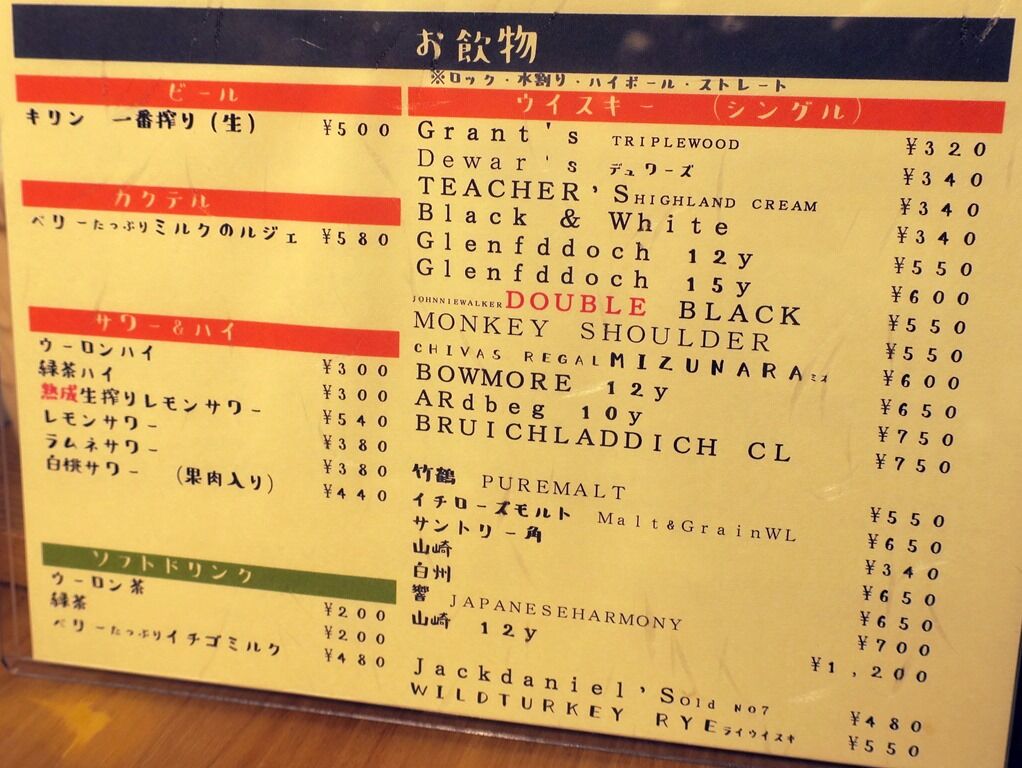 お飲物
ビール
キリン 一番搾り(生) ¥500
カクテル
ベリーたっぷりミルクのルジェ ¥580
サワー&ハイ
ウーロンハイ ¥300
緑茶ハイ ¥300
熟成生搾りレモンサワー ¥540
レモンサワー ¥380
ラムネサワー ¥380
白桃サワー (果肉入り) ¥440
ソフトドリンク
ウーロン茶 ¥200
緑茶 ¥200
ベリーたっぷりイチゴミルク ¥480
※ロック・水割り・ハイボール・ストレート
ウイスキー (シングル)
Grant's TRIPLEWOOD ¥320
Dewar's デュワーズ ¥340
TEACHER'S HIGHLAND CREAM ¥340
Black & White ¥340
Glenfddoch 12y ¥550
Glenfddoch 15y ¥600
JOHNNIEWALKER DOUBLE BLACK ¥550
MONKEY SHOULDER ¥550
CHIVAS REGAL MIZUNARA ¥600
BOWMORE 12y ¥650
ARdbeg 10y ¥750
BRUICHLADDICH CL ¥750
竹鶴 PUREMALT ¥550
イチローズモルト Malt&GrainWL ¥650
サントリー角 ¥340
山崎 ¥650
白州 ¥650
響 JAPANESEHARMONY ¥700
山崎 12y ¥1,200
Jackdaniel'S old NO7 ¥480
WILDTURKEY RYE ライウイスキ ¥550